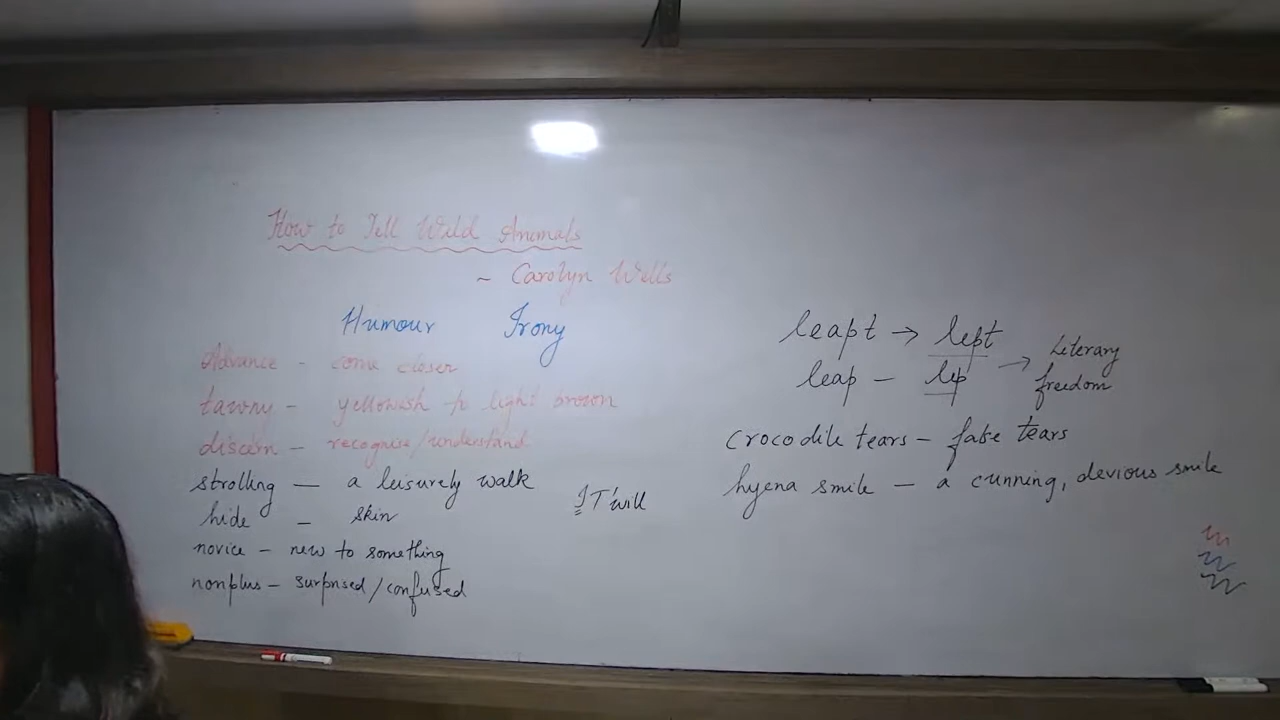 How to Tell Wild Animals
~ Carolyn Wells
Humour Irony
Advance - come closer
tawny - yellowish to light brown
discern - recognise/understand
strolling — a leisurely walk
hide - skin
novice - new to something
nonplus - surprised/confused
IT'will
leapt → lept
leap - lep → Literary freedom
crocodile tears - false tears
hyena smile - a cunning, devious smile